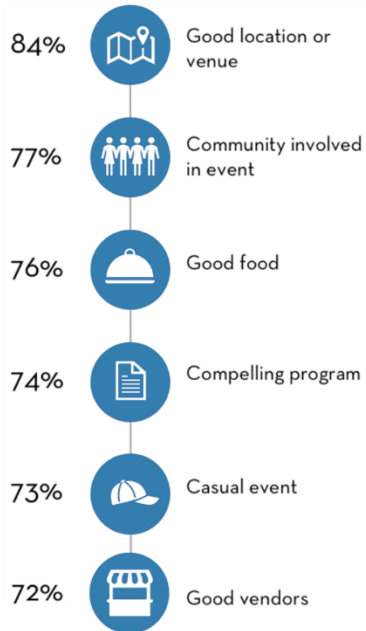 84%
Good location or
venue
77%
Community involved
in event
76%
Good food
74%
Compelling program
73%
Casual event
72%
Good vendors